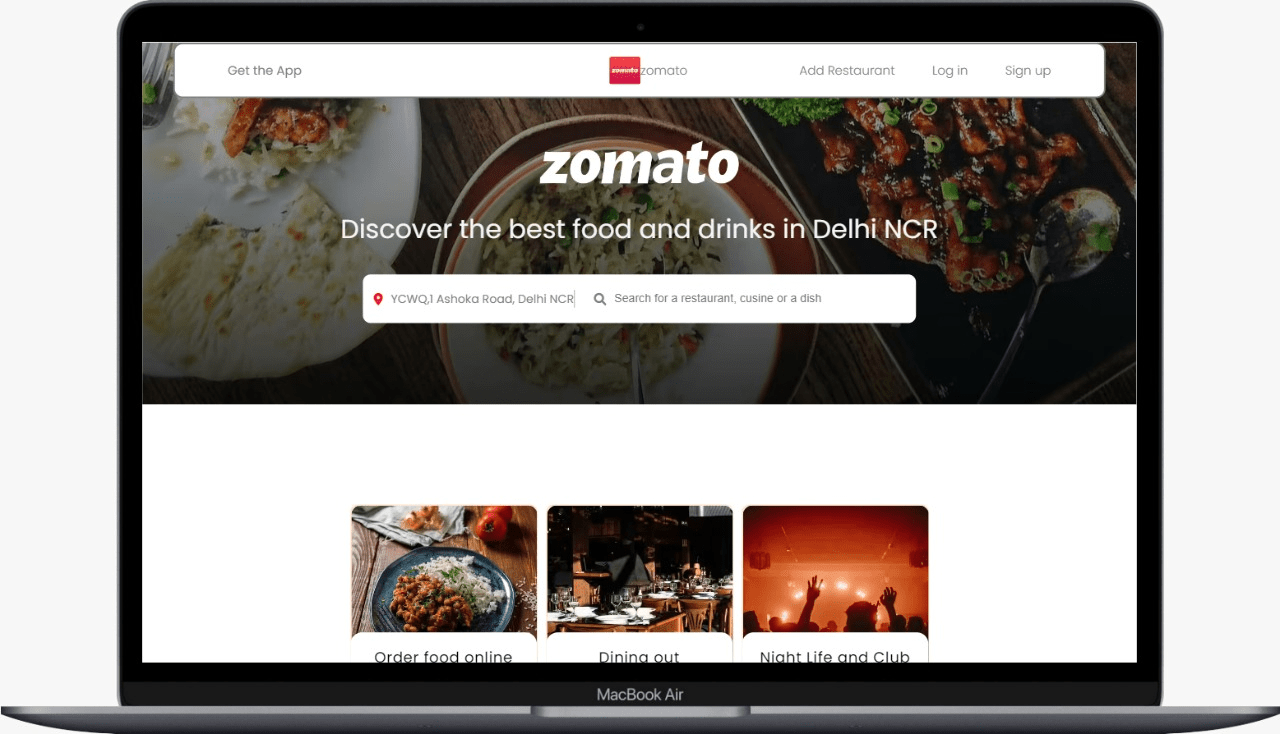 Get the App
zomato
zomato
Add Restaurant
Log in
Sign up
zomato
Discover the best food and drinks in Delhi NCR
YCWQ,1 Ashoka Road, Delhi NCR
Search for a restaurant, cusine or a dish
Order food online
Dining out
Night Life and Club
MacBook Air